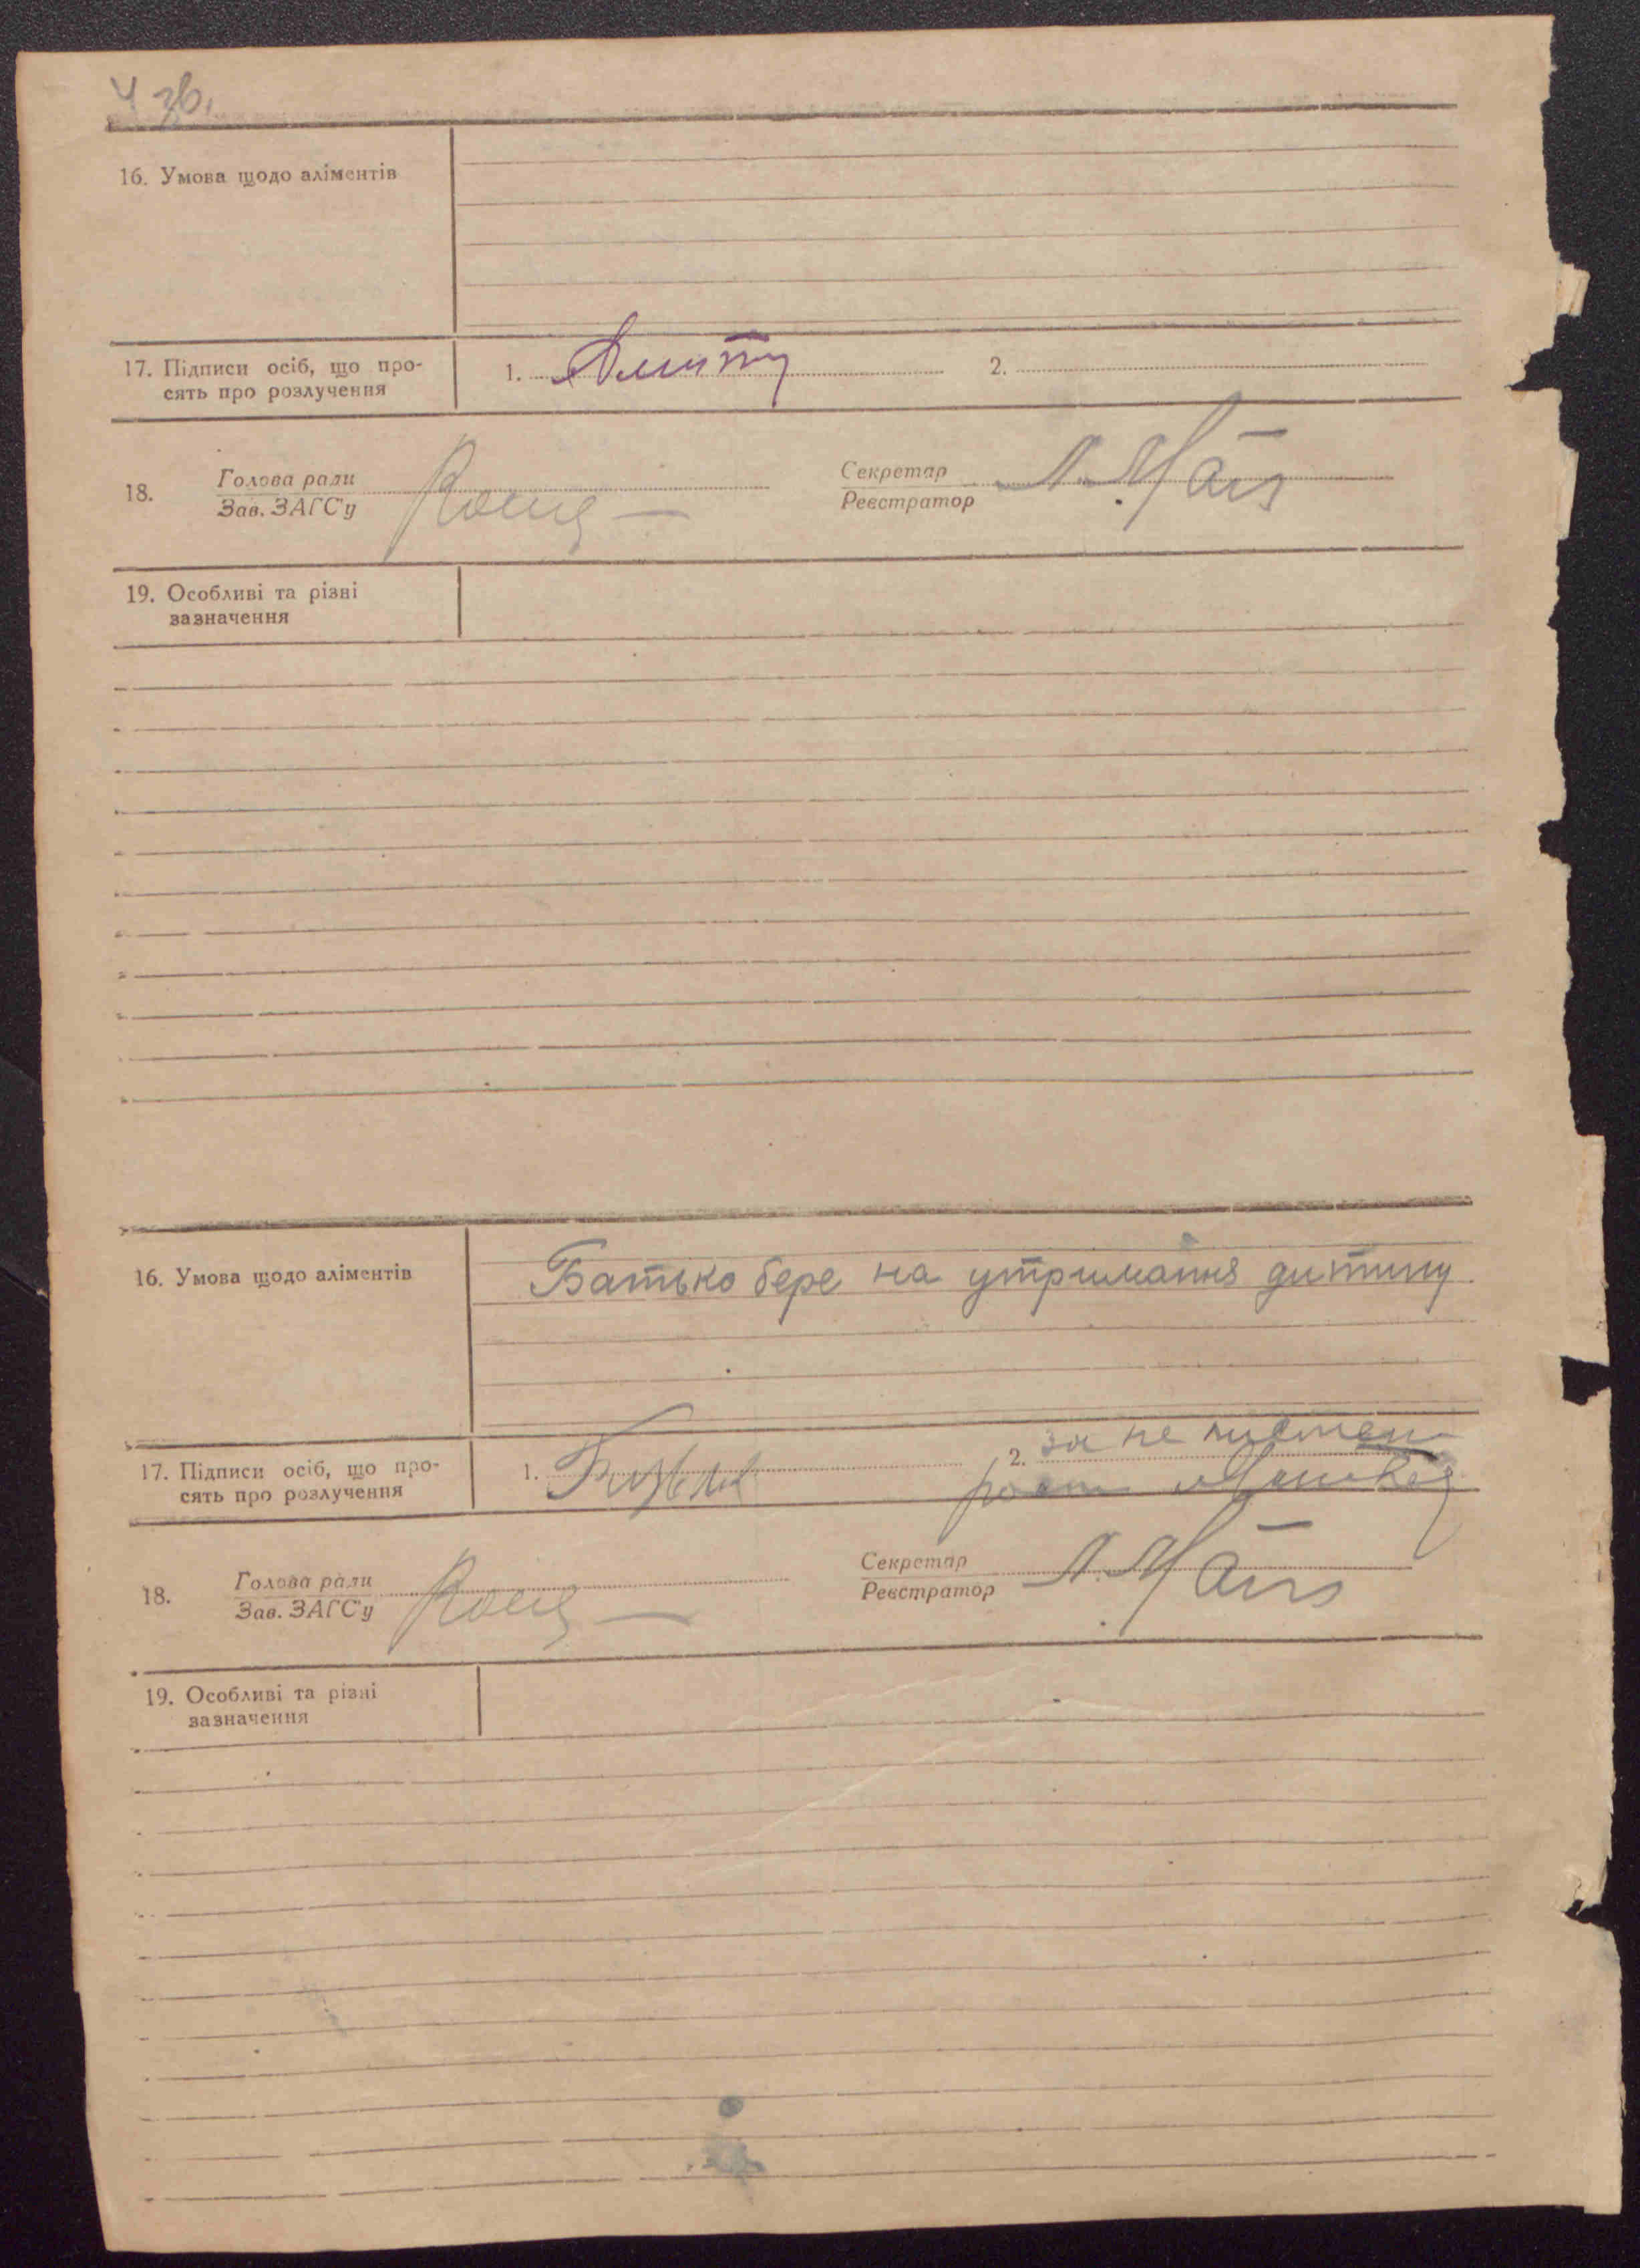 4 зв.
16. Умова щодо аліментів
17. Підписи осіб, що про-
сять про розлучення
1.
2.
18.
Голова ради
Зав. ЗАГС'у
Секретар
Реєстратор
19. Особливі та різні
зазначення
16. Умова щодо аліментів
Батько бере на утримання дитину.
17. Підписи осіб, що про-
сять про розлучення
1.
2. за не
18.
Голова ради
Зав. ЗАГС'у
Секретар
Реєстратор
19. Особливі та різні
зазначення